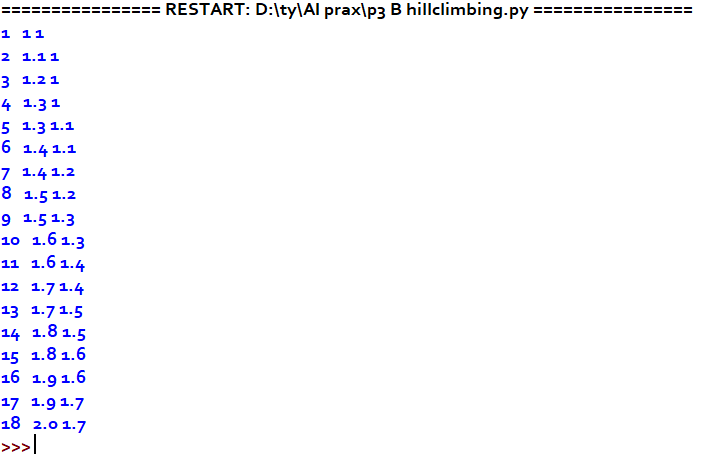 ================ RESTART: D:\ty\AI prax\p3 B hillclimbing.py ================
1 1 1
2 1.1 1
3 1.2 1
4 1.3 1
5 1.3 1.1
6 1.4 1.1
7 1.4 1.2
8 1.5 1.2
9 1.5 1.3
10 1.6 1.3
11 1.6 1.4
12 1.7 1.4
13 1.7 1.5
14 1.8 1.5
15 1.8 1.6
16 1.9 1.6
17 1.9 1.7
18 2.0 1.7
>>>